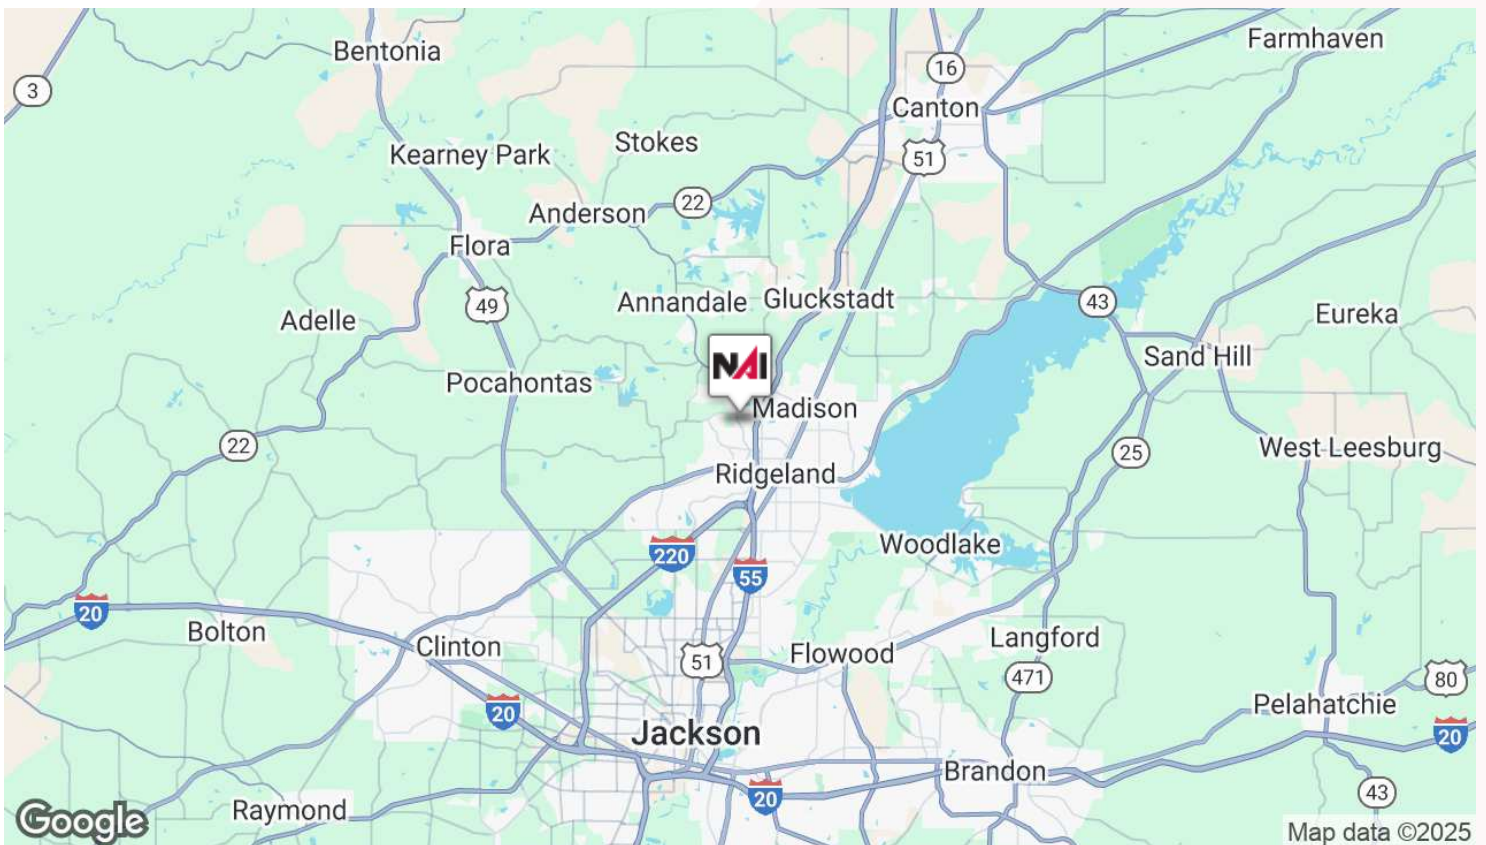 Farmhaven
Bentonia
16
3
Canton
Stokes
Kearney Park
51
22
Anderson
Flora
Annandale
Gluckstadt
43
49
Eureka
Adelle
Sand Hill
NAI
Pocahontas
Madison
22
25
West Leesburg
Ridgeland
Woodlake
220
55
20
Bolton
Langford
Clinton
Flowood
51
471
80
Pelahatchie
20
Jackson
20
Brandon
43
20
Raymond
Google
Map data ©2025